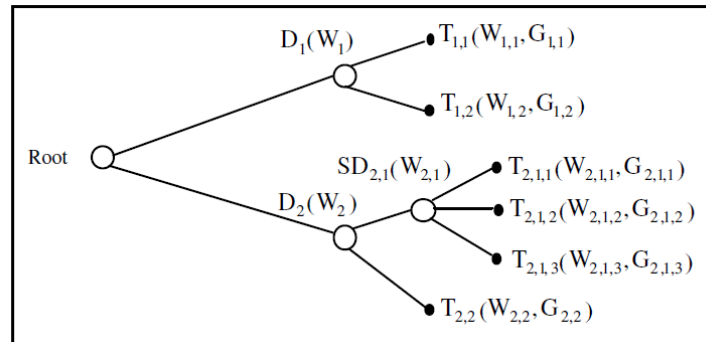 D₁(W₁)
T₁,₁(W₁,₁,G₁,₁)
T₁,₂(W₁,₂,G₁,₂)
Root
SD₂,₁(W₂,₁)
T₂,₁,₁(W₂,₁,₁,G₂,₁,₁)
D₂(W₂)
T₂,₁,₂(W₂,₁,₂,G₂,₁,₂)
T₂,₁,₃(W₂,₁,₃,G₂,₁,₃)
T₂,₂(W₂,₂,G₂,₂)